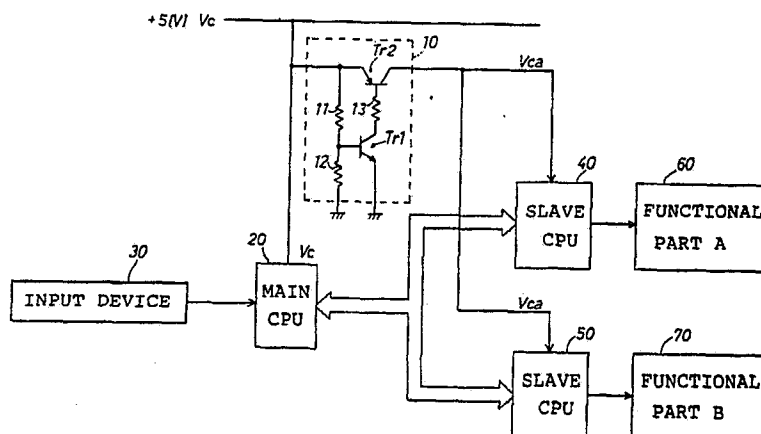 +5(V) Vc
Tr2
10
Vca
11
13
Tr1
12
40
60
SLAVE
CPU
FUNCTIONAL
PART A
20
Vc
30
INPUT DEVICE
MAIN
CPU
Vca
50
70
SLAVE
CPU
FUNCTIONAL
PART B